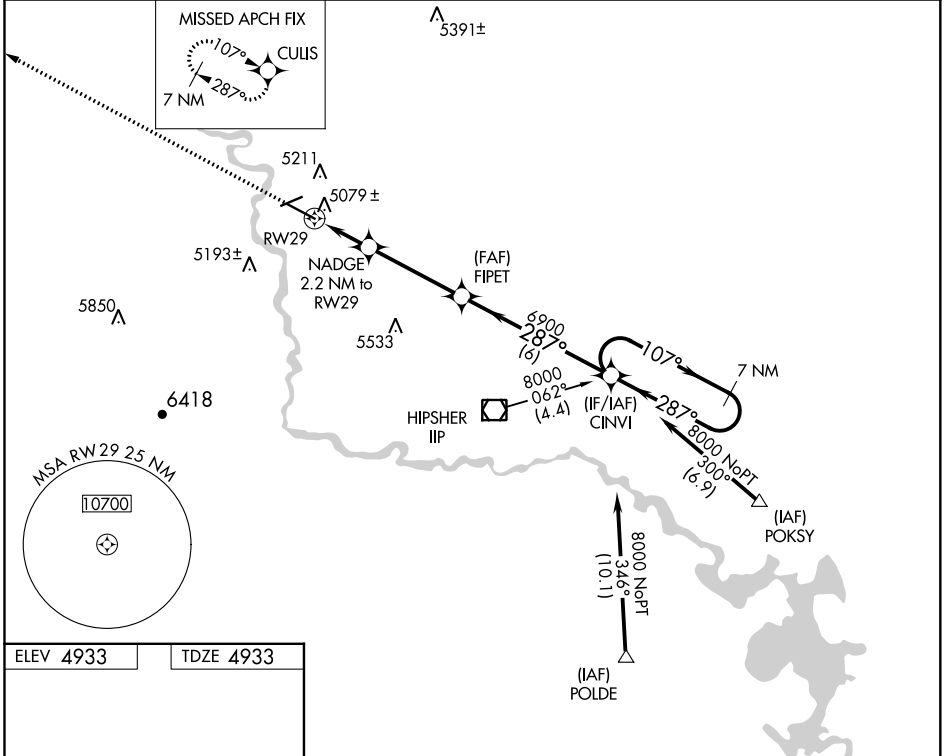 MISSED APCH FIX
107°
CULIS
287°
7 NM
5391±
5211
5079±
RW29
5193±
NADGE
2.2 NM to
RW29
(FAF)
FIPET
5850
5533
6900
287°
(6)
107°
7 NM
8000
062°
(4.4)
HIPSHER
IIP
(IF/IAF)
CINVI
287°
6418
8000 NoPT
300°
(6.9)
(IAF)
POKSY
MSA RW29 25 NM
10700
8000 NoPT
346°
(10.1)
(IAF)
POLDE
ELEV 4933
TDZE 4933